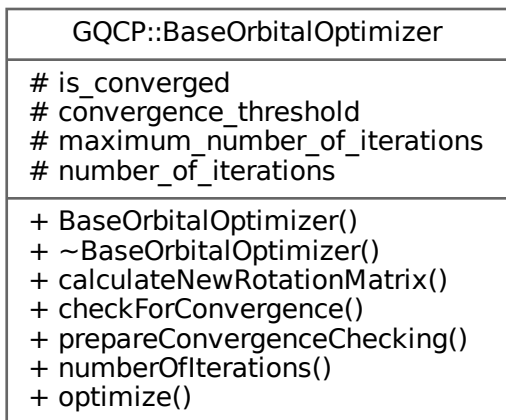 GQCP::BaseOrbitalOptimizer
# is_converged
# convergence_threshold
# maximum_number_of_iterations
# number_of_iterations
+ BaseOrbitalOptimizer()
+ ~BaseOrbitalOptimizer()
+ calculateNewRotationMatrix()
+ checkForConvergence()
+ prepareConvergenceChecking()
+ numberOfIterations()
+ optimize()